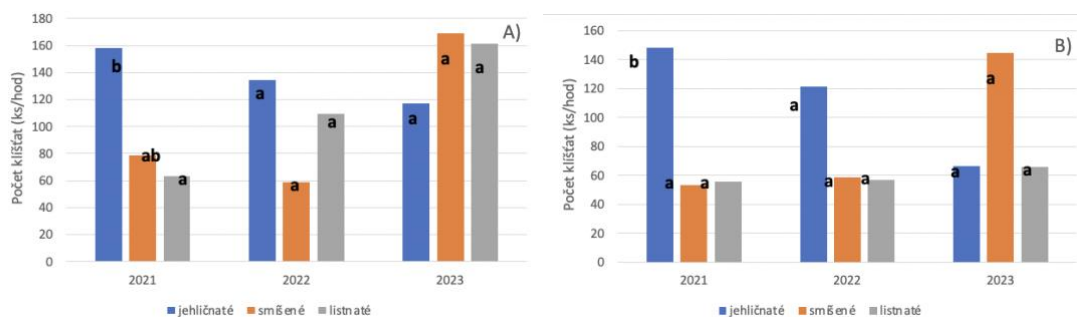 A)
Počet klíšťat (ks/hod)
180
160
140
120
100
80
60
40
20
0
b
ab
a
a
a
a
a
a
a
2021 2022 2023
jehličnaté smíšené listnaté
B)
Počet klíšťat (ks/hod)
160
140
120
100
80
60
40
20
0
b
a
a
a
a
a
a
a
a
2021 2022 2023
jehličnaté smíšené listnaté